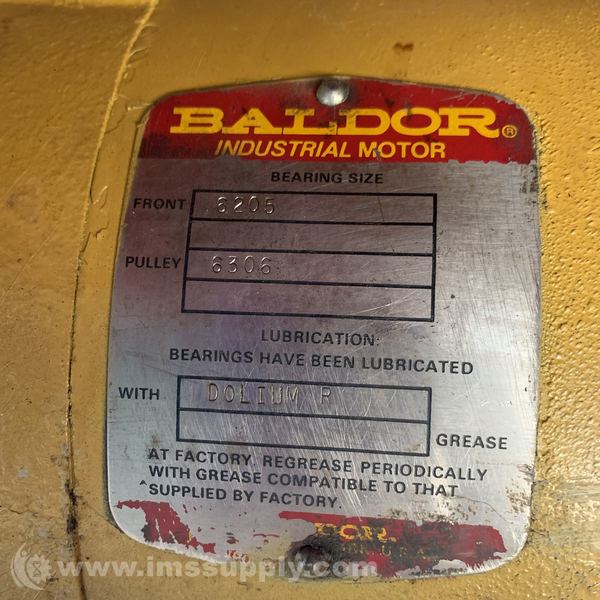 BALDOR®
INDUSTRIAL MOTOR
BEARING SIZE
FRONT 6205
PULLEY 6306
LUBRICATION:
BEARINGS HAVE BEEN LUBRICATED
WITH DOLIUM R
GREASE
AT FACTORY. REGREASE PERIODICALLY
WITH GREASE COMPATIBLE TO THAT
SUPPLIED BY FACTORY.
U.S.A.
www.imssupply.com